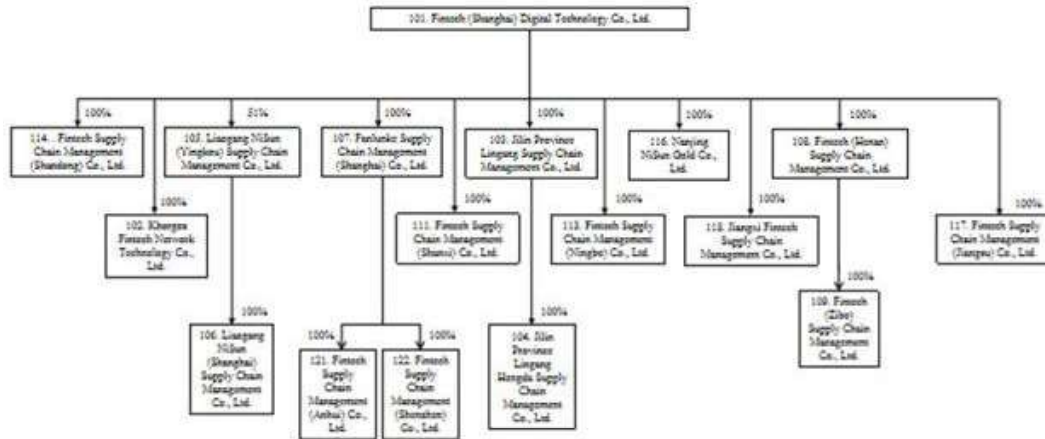 101. Fintech (Shanghai) Digital Technology Co., Ltd.
100%
51%
100%
100%
100%
100%
114. Fintech Supply
Chain Management
(Shandong) Co., Ltd.
105. Liangang NiSun
(Yingkou) Supply Chain
Management Co., Ltd.
107. Fanlunke Supply
Chain Management
(Shanghai) Co., Ltd.
103. Jilin Province
Lingang Supply Chain
Management Co., Ltd.
116. Nanjing
NiSun Gold Co.,
Ltd.
108. Fintech (Henan)
Supply Chain
Management Co., Ltd.
100%
100%
100%
100%
100%
102. Khorgos
Fintech Network
Technology Co.,
Ltd.
111. Fintech Supply
Chain Management
Co., Ltd.
113. Fintech Supply
Chain Management
(Ningbo) Co., Ltd.
118. Jiangxi Fintech
Supply Chain
Management Co., Ltd.
117. Fintech Supply
Chain Management
(Jiangsu) Co., Ltd.
100%
100%
100%
100%
100%
106. Liangang
NiSun
(Shanghai)
Supply Chain
Management
Co., Ltd.
121. Fintech
Supply
Chain
Management
(Anhui) Co.,
Ltd.
122. Fintech
Supply
Chain
Management
(Shenzhen)
Co., Ltd.
104. Jilin
Province
Lingang
Hengda Supply
Chain
Management
Co., Ltd.
109. Fintech
(Zibo)
Supply Chain
Management
Co., Ltd.